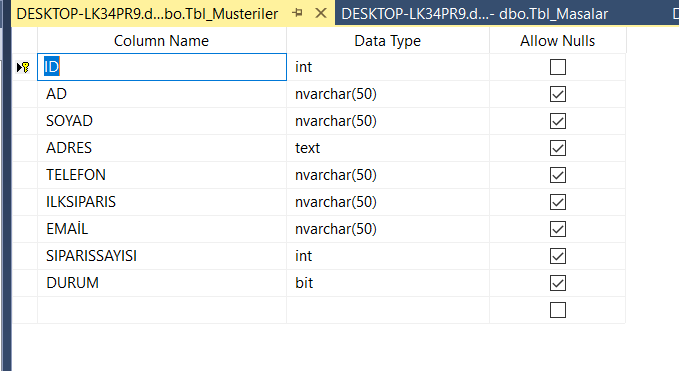 DESKTOP-LK34PR9.d...bo.Tbl_Musteriler DESKTOP-LK34PR9.d...- dbo.Tbl_Masalar D
Column Name Data Type Allow Nulls
ID int
AD nvarchar(50)
SOYAD nvarchar(50)
ADRES text
TELEFON nvarchar(50)
ILKSIPARIS nvarchar(50)
EMAİL nvarchar(50)
SIPARISSAYISI int
DURUM bit